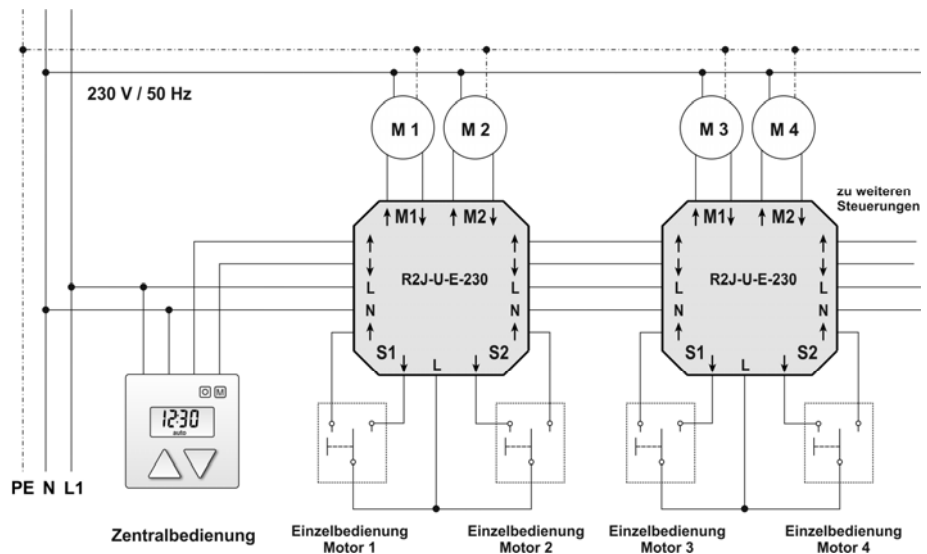 230 V / 50 Hz
M 1
M 2
M 3
M 4
zu weiteren
Steuerungen
↑ M1 ↓ ↑ M2 ↓
↑ ↑
↓ ↓
R2J-U-E-230
L L
N N
↑ ↑
S1 S2
↓ L ↓
↑ M1 ↓ ↑ M2 ↓
↑ ↑
↓ ↓
R2J-U-E-230
L L
N N
↑ ↑
S1 S2
↓ L ↓
O M
12:30
auto
PE N L1
Zentralbedienung
Einzelbedienung
Motor 1
Einzelbedienung
Motor 2
Einzelbedienung
Motor 3
Einzelbedienung
Motor 4